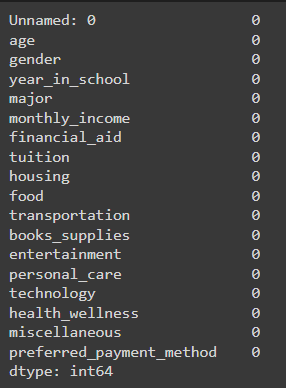 Unnamed: 0 0
age 0
gender 0
year_in_school 0
major 0
monthly_income 0
financial_aid 0
tuition 0
housing 0
food 0
transportation 0
books_supplies 0
entertainment 0
personal_care 0
technology 0
health_wellness 0
miscellaneous 0
preferred_payment_method 0
dtype: int64